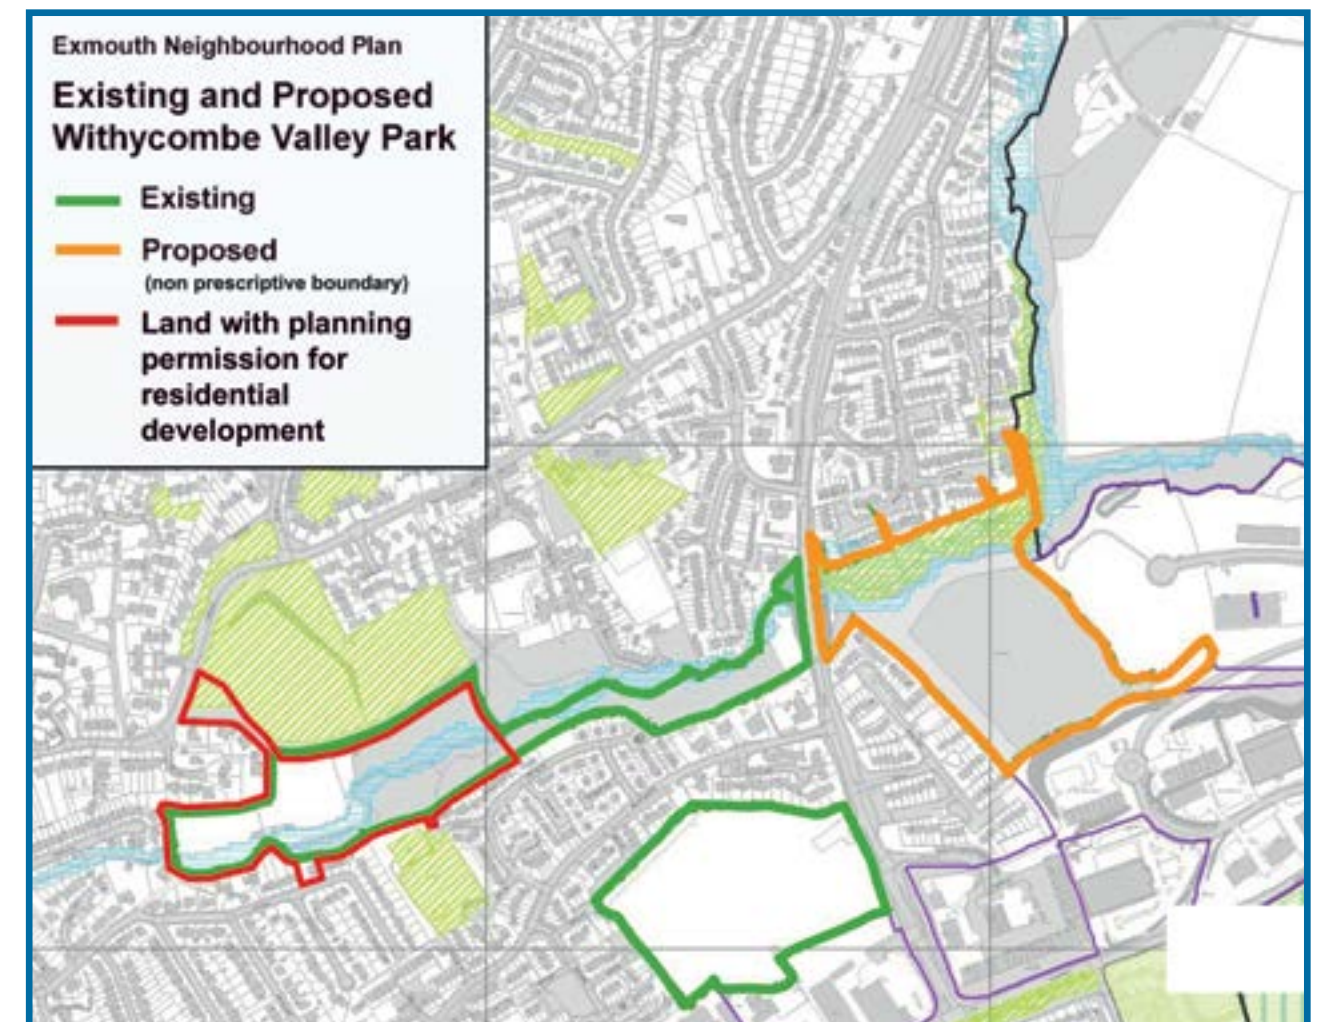 Exmouth Neighbourhood Plan
Existing and Proposed
Withycombe Valley Park
Existing
Proposed
(non prescriptive boundary)
Land with planning
permission for
residential
development